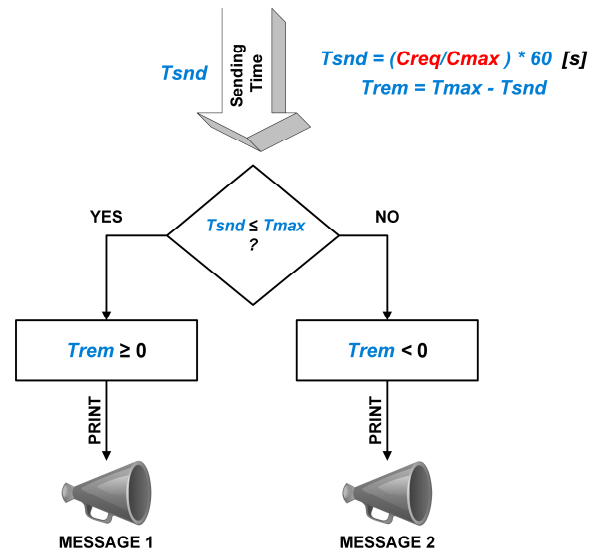 Tsnd
Sending
Time
Tsnd = (Creq/Cmax ) * 60 [s]
Trem = Tmax - Tsnd
YES
NO
Tsnd ≤ Tmax
?
Trem ≥ 0
Trem < 0
PRINT
PRINT
MESSAGE 1
MESSAGE 2